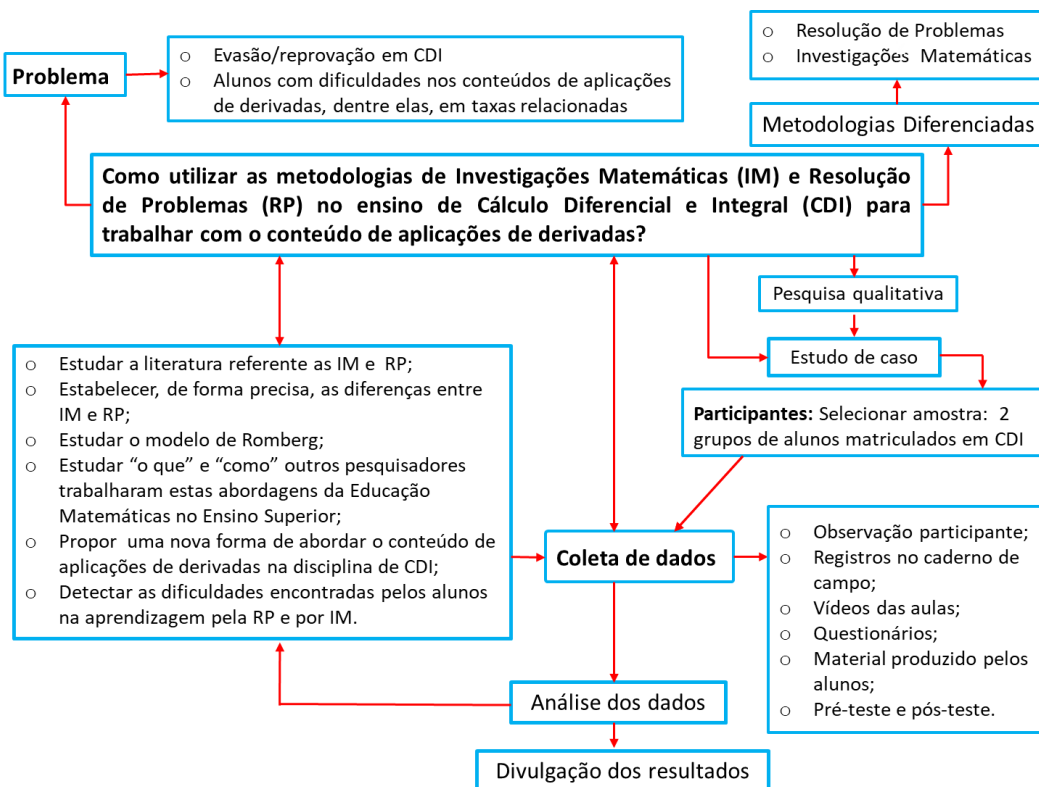 Problema
○ Evasão/reprovação em CDI
○ Alunos com dificuldades nos conteúdos de aplicações
de derivadas, dentre elas, em taxas relacionadas
○ Resolução de Problemas
○ Investigações Matemáticas
Metodologias Diferenciadas
Como utilizar as metodologias de Investigações Matemáticas (IM) e Resolução
de Problemas (RP) no ensino de Cálculo Diferencial e Integral (CDI) para
trabalhar com o conteúdo de aplicações de derivadas?
Pesquisa qualitativa
Estudo de caso
Participantes: Selecionar amostra: 2
grupos de alunos matriculados em CDI
○ Estudar a literatura referente as IM e RP;
○ Estabelecer, de forma precisa, as diferenças entre
IM e RP;
○ Estudar o modelo de Romberg;
○ Estudar “o que” e “como” outros pesquisadores
trabalharam estas abordagens da Educação
Matemáticas no Ensino Superior;
○ Propor uma nova forma de abordar o conteúdo de
aplicações de derivadas na disciplina de CDI;
○ Detectar as dificuldades encontradas pelos alunos
na aprendizagem pela RP e por IM.
Coleta de dados
○ Observação participante;
○ Registros no caderno de
campo;
○ Vídeos das aulas;
○ Questionários;
○ Material produzido pelos
alunos;
○ Pré-teste e pós-teste.
Análise dos dados
Divulgação dos resultados